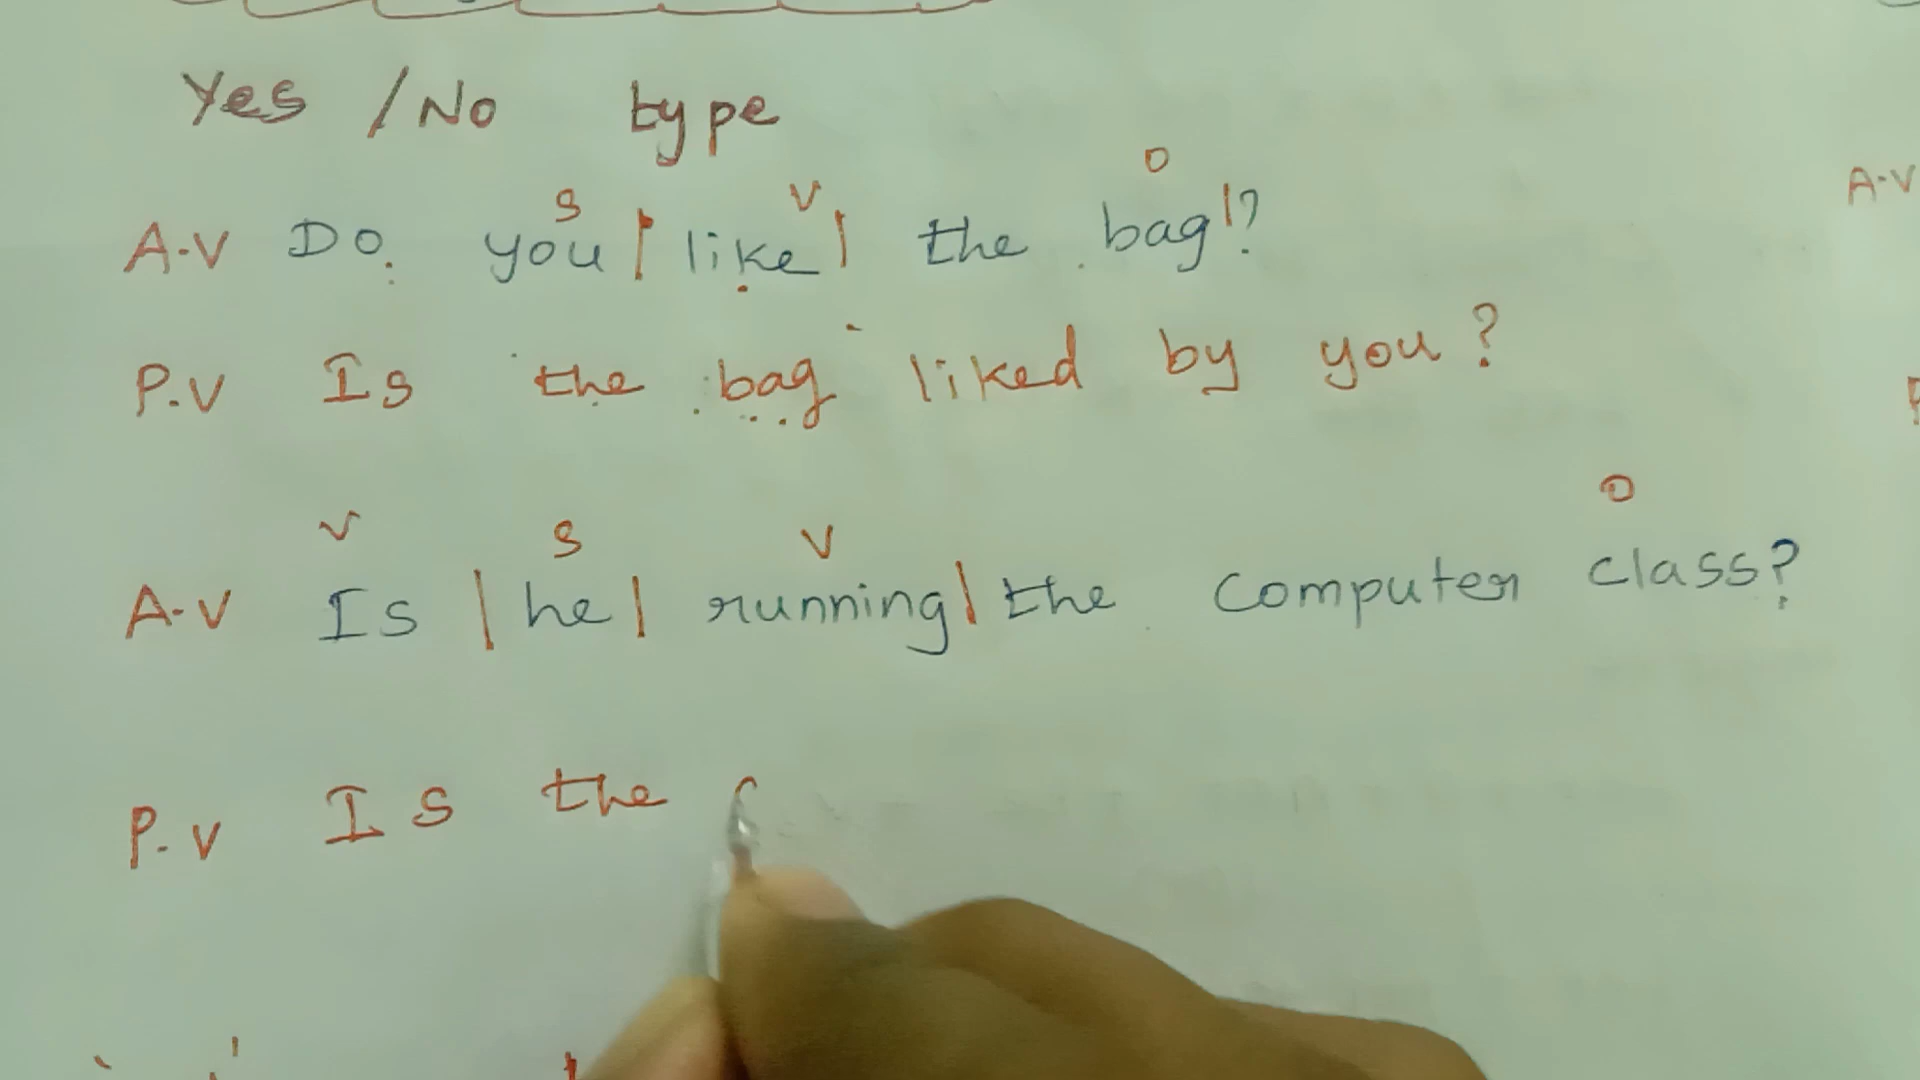 Yes / No type
S V O
A.V Do you | like | the bag |?
P.V Is the bag liked by you ?
V S V O
A.V Is | he | running | the computer class?
P.V Is the
A.V